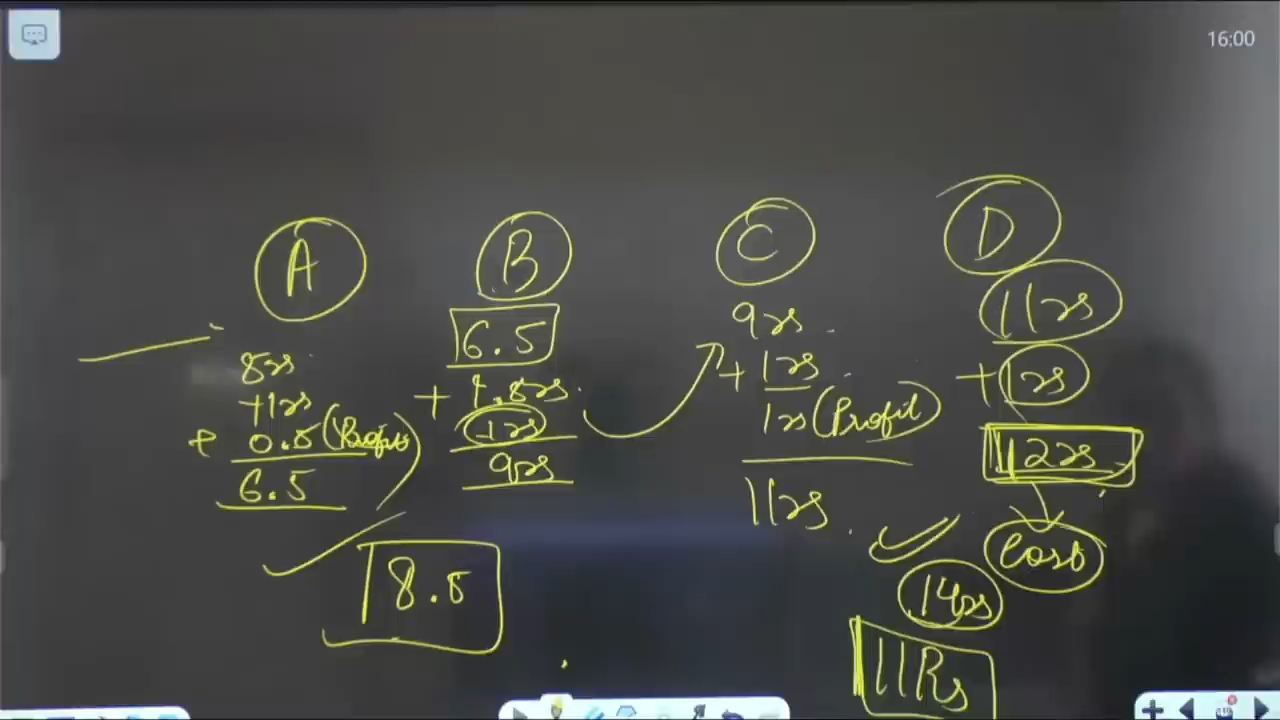 16:00
A
8rs
+1rs
+ 0.5 (Profit)
6.5
B
6.5
+ 1.5rs
1rs
9rs
C
9rs
+ 1rs
1rs (Profit)
11rs
D
11rs
+ 1rs
12rs
Cost
14rs
11Rs
8.5